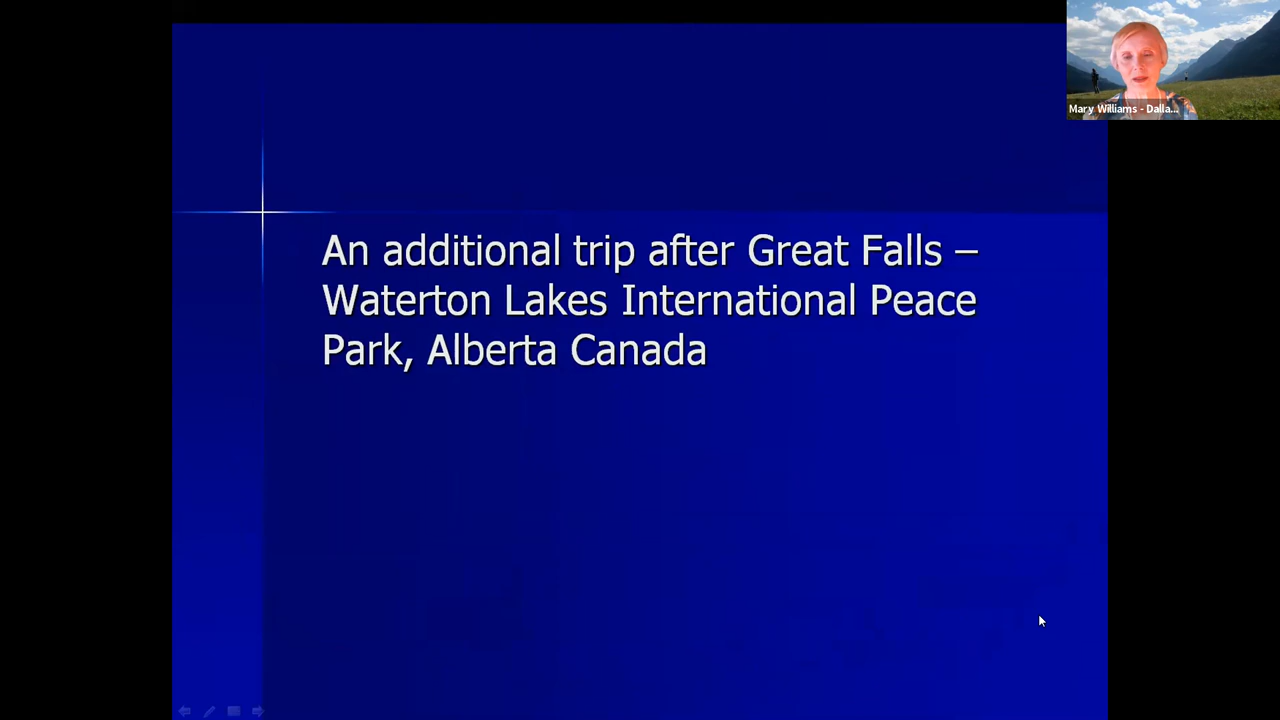 Mary Williams - Dalla...
An additional trip after Great Falls –
Waterton Lakes International Peace
Park, Alberta Canada